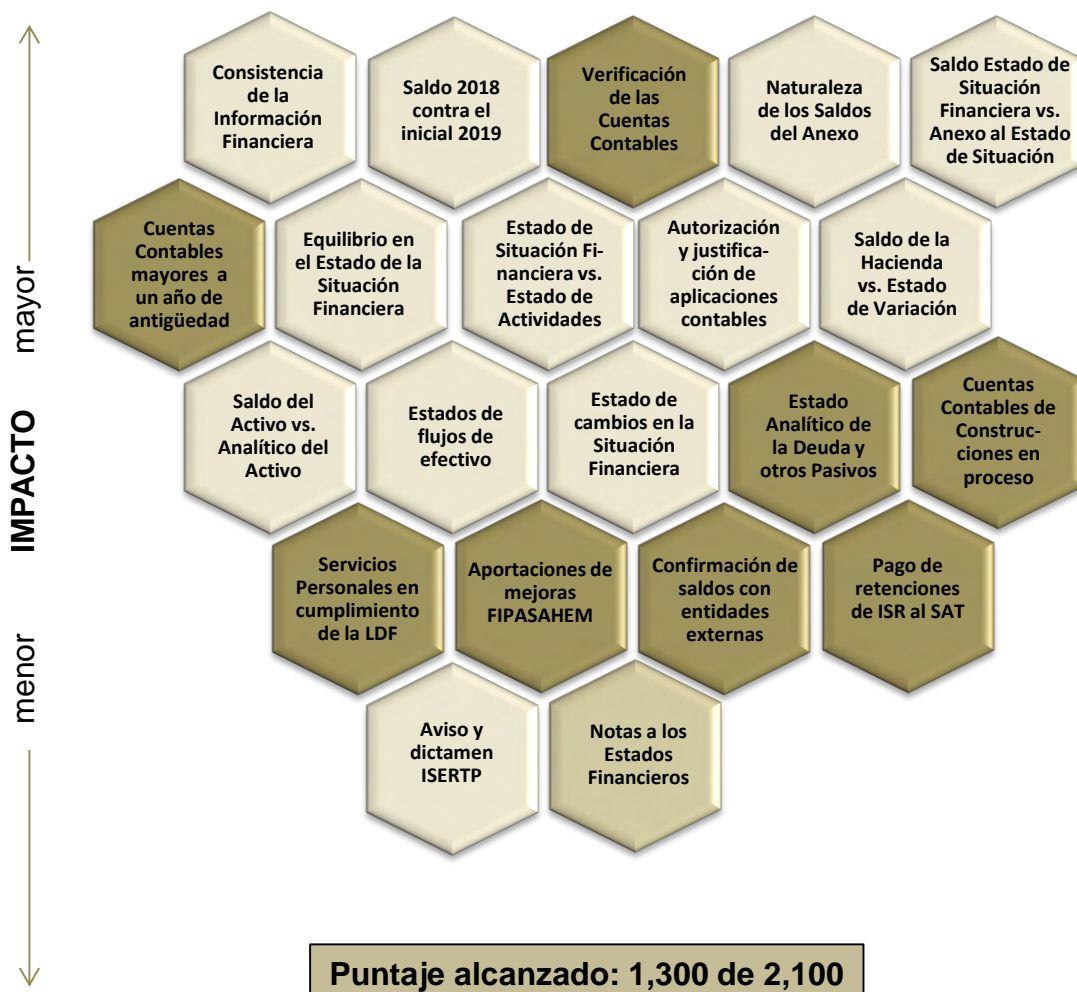 Consistencia
de la
Información
Financiera
Saldo 2018
contra el
inicial 2019
Verificación
de las
Cuentas
Contables
Naturaleza
de los Saldos
del Anexo
Saldo Estado de
Situación
Financiera vs.
Anexo al Estado
de Situación
Cuentas
Contables
mayores a
un año de
antigüedad
Equilibrio en
el Estado de la
Situación
Financiera
Estado de
Situación Fi-
nanciera vs.
Estado de
Actividades
Autorización
y justifica-
ción de
aplicaciones
contables
Saldo de la
Hacienda
vs. Estado
de Variación
mayor
Saldo del
Activo vs.
Analítico del
Activo
Estados de
flujos de
efectivo
Estado de
cambios en la
Situación
Financiera
Estado
Analítico de
la Deuda y
otros Pasivos
Cuentas
Contables de
Construc-
ciones en
proceso
IMPACTO
Servicios
Personales en
cumplimiento
de la LDF
Aportaciones de
mejoras
FIPASAHEM
Confirmación de
saldos con
entidades
externas
Pago de
retenciones
de ISR al SAT
menor
Aviso y
dictamen
ISERTP
Notas a los
Estados
Financieros
Puntaje alcanzado: 1,300 de 2,100